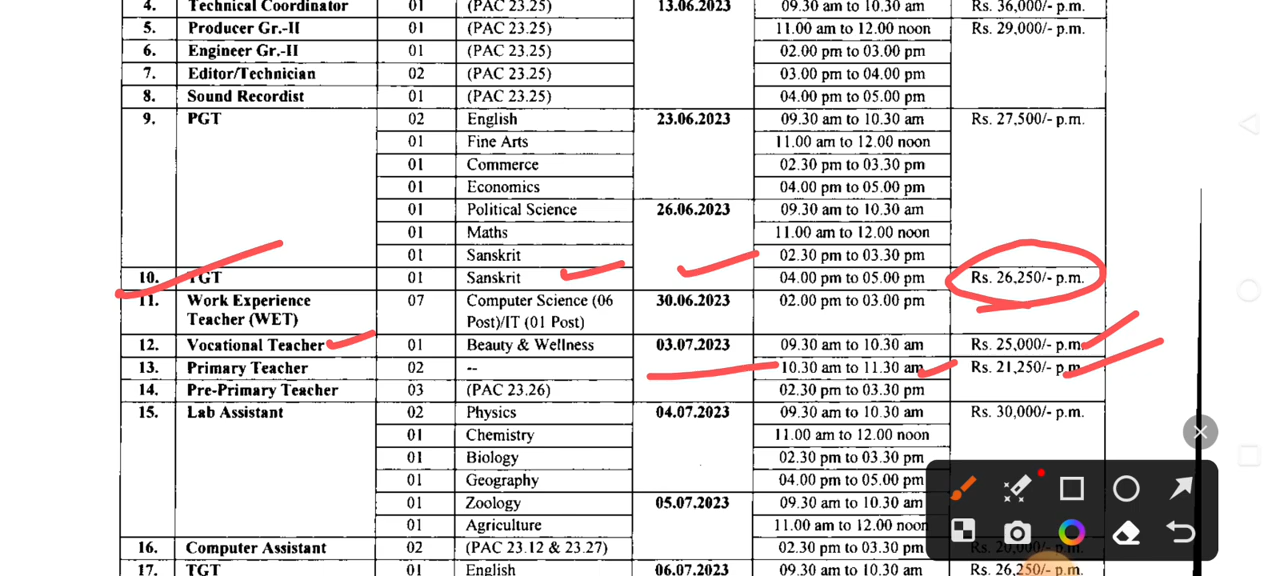 4. Technical Coordinator 01 (PAC 23.25) 13.06.2023 09.30 am to 10.30 am Rs. 36,000/- p.m.
5. Producer Gr.-II 01 (PAC 23.25) 11.00 am to 12.00 noon Rs. 29,000/- p.m.
6. Engineer Gr.-II 01 (PAC 23.25) 02.00 pm to 03.00 pm
7. Editor/Technician 02 (PAC 23.25) 03.00 pm to 04.00 pm
8. Sound Recordist 01 (PAC 23.25) 04.00 pm to 05.00 pm
9. PGT 02 English 23.06.2023 09.30 am to 10.30 am Rs. 27,500/- p.m.
01 Fine Arts 11.00 am to 12.00 noon
01 Commerce 02.30 pm to 03.30 pm
01 Economics 04.00 pm to 05.00 pm
01 Political Science 26.06.2023 09.30 am to 10.30 am
01 Maths 11.00 am to 12.00 noon
01 Sanskrit 02.30 pm to 03.30 pm
10. TGT 01 Sanskrit 04.00 pm to 05.00 pm Rs. 26,250/- p.m.
11. Work Experience 07 Computer Science (06 30.06.2023 02.00 pm to 03.00 pm
Teacher (WET) Post)/IT (01 Post)
12. Vocational Teacher 01 Beauty & Wellness 03.07.2023 09.30 am to 10.30 am Rs. 25,000/- p.m.
13. Primary Teacher 02 -- 10.30 am to 11.30 am Rs. 21,250/- p.m.
14. Pre-Primary Teacher 03 (PAC 23.26) 02.30 pm to 03.30 pm
15. Lab Assistant 02 Physics 04.07.2023 09.30 am to 10.30 am Rs. 30,000/- p.m.
01 Chemistry 11.00 am to 12.00 noon
01 Biology 02.30 pm to 03.30 pm
01 Geography 04.00 pm to 05.00 pm
01 Zoology 05.07.2023 09.30 am to 10.30 am
01 Agriculture 11.00 am to 12.00 noon
16. Computer Assistant 02 (PAC 23.12 & 23.27) 02.30 pm to 03.30 pm Rs. 20,000/- p.m.
17. TGT 01 English 06.07.2023 09.30 am to 10.30 am Rs. 26,250/- p.m.